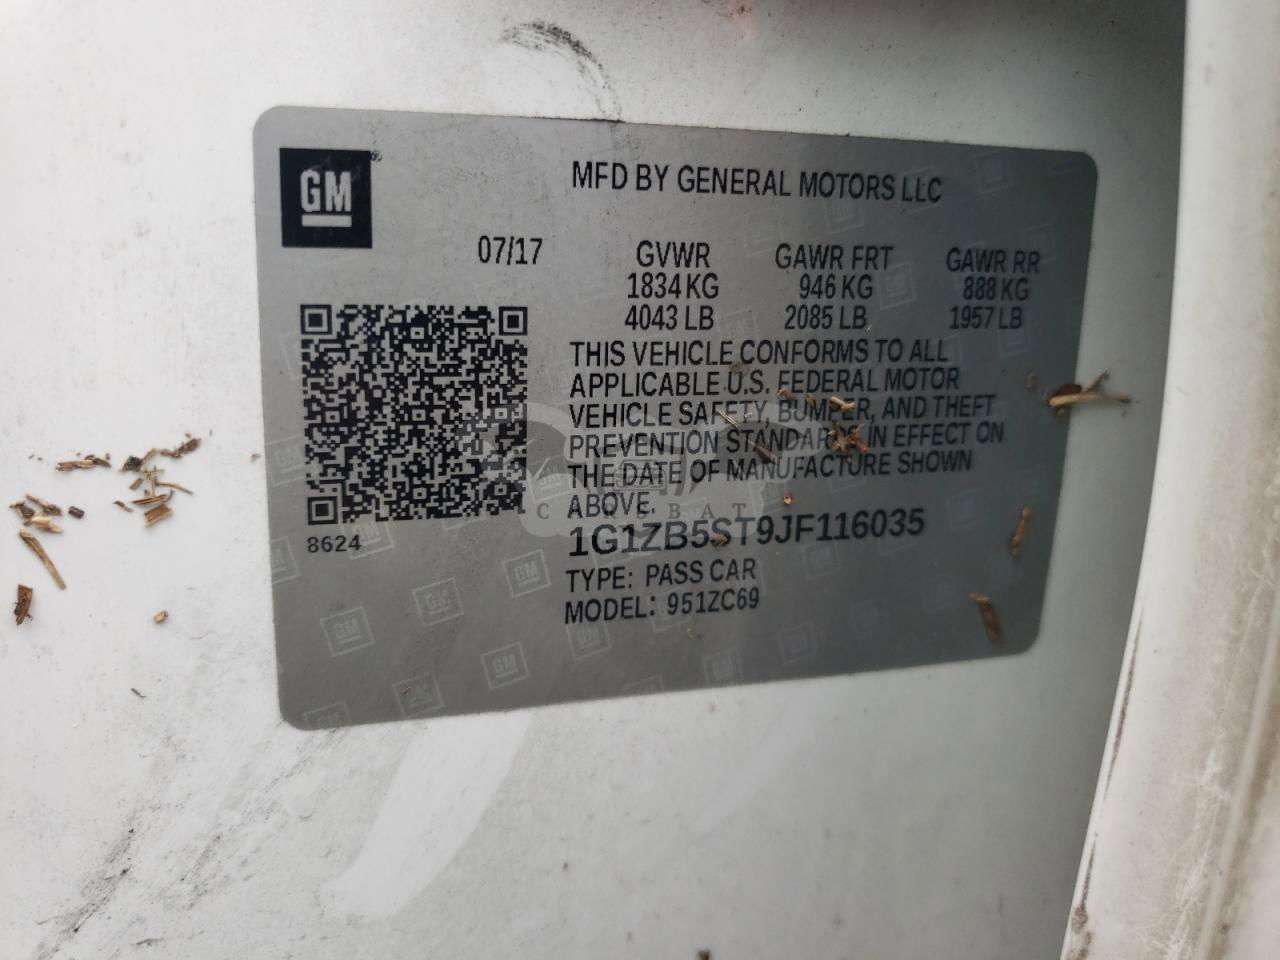 GM
MFD BY GENERAL MOTORS LLC
07/17 GVWR GAWR FRT GAWR RR
1834 KG 946 KG 888 KG
4043 LB 2085 LB 1957 LB
THIS VEHICLE CONFORMS TO ALL
APPLICABLE U.S. FEDERAL MOTOR
VEHICLE SAFETY, BUMPER, AND THEFT
PREVENTION STANDARDS IN EFFECT ON
THE DATE OF MANUFACTURE SHOWN
ABOVE.
1G1ZB5ST9JF116035
8624
TYPE: PASS CAR
MODEL: 951ZC69